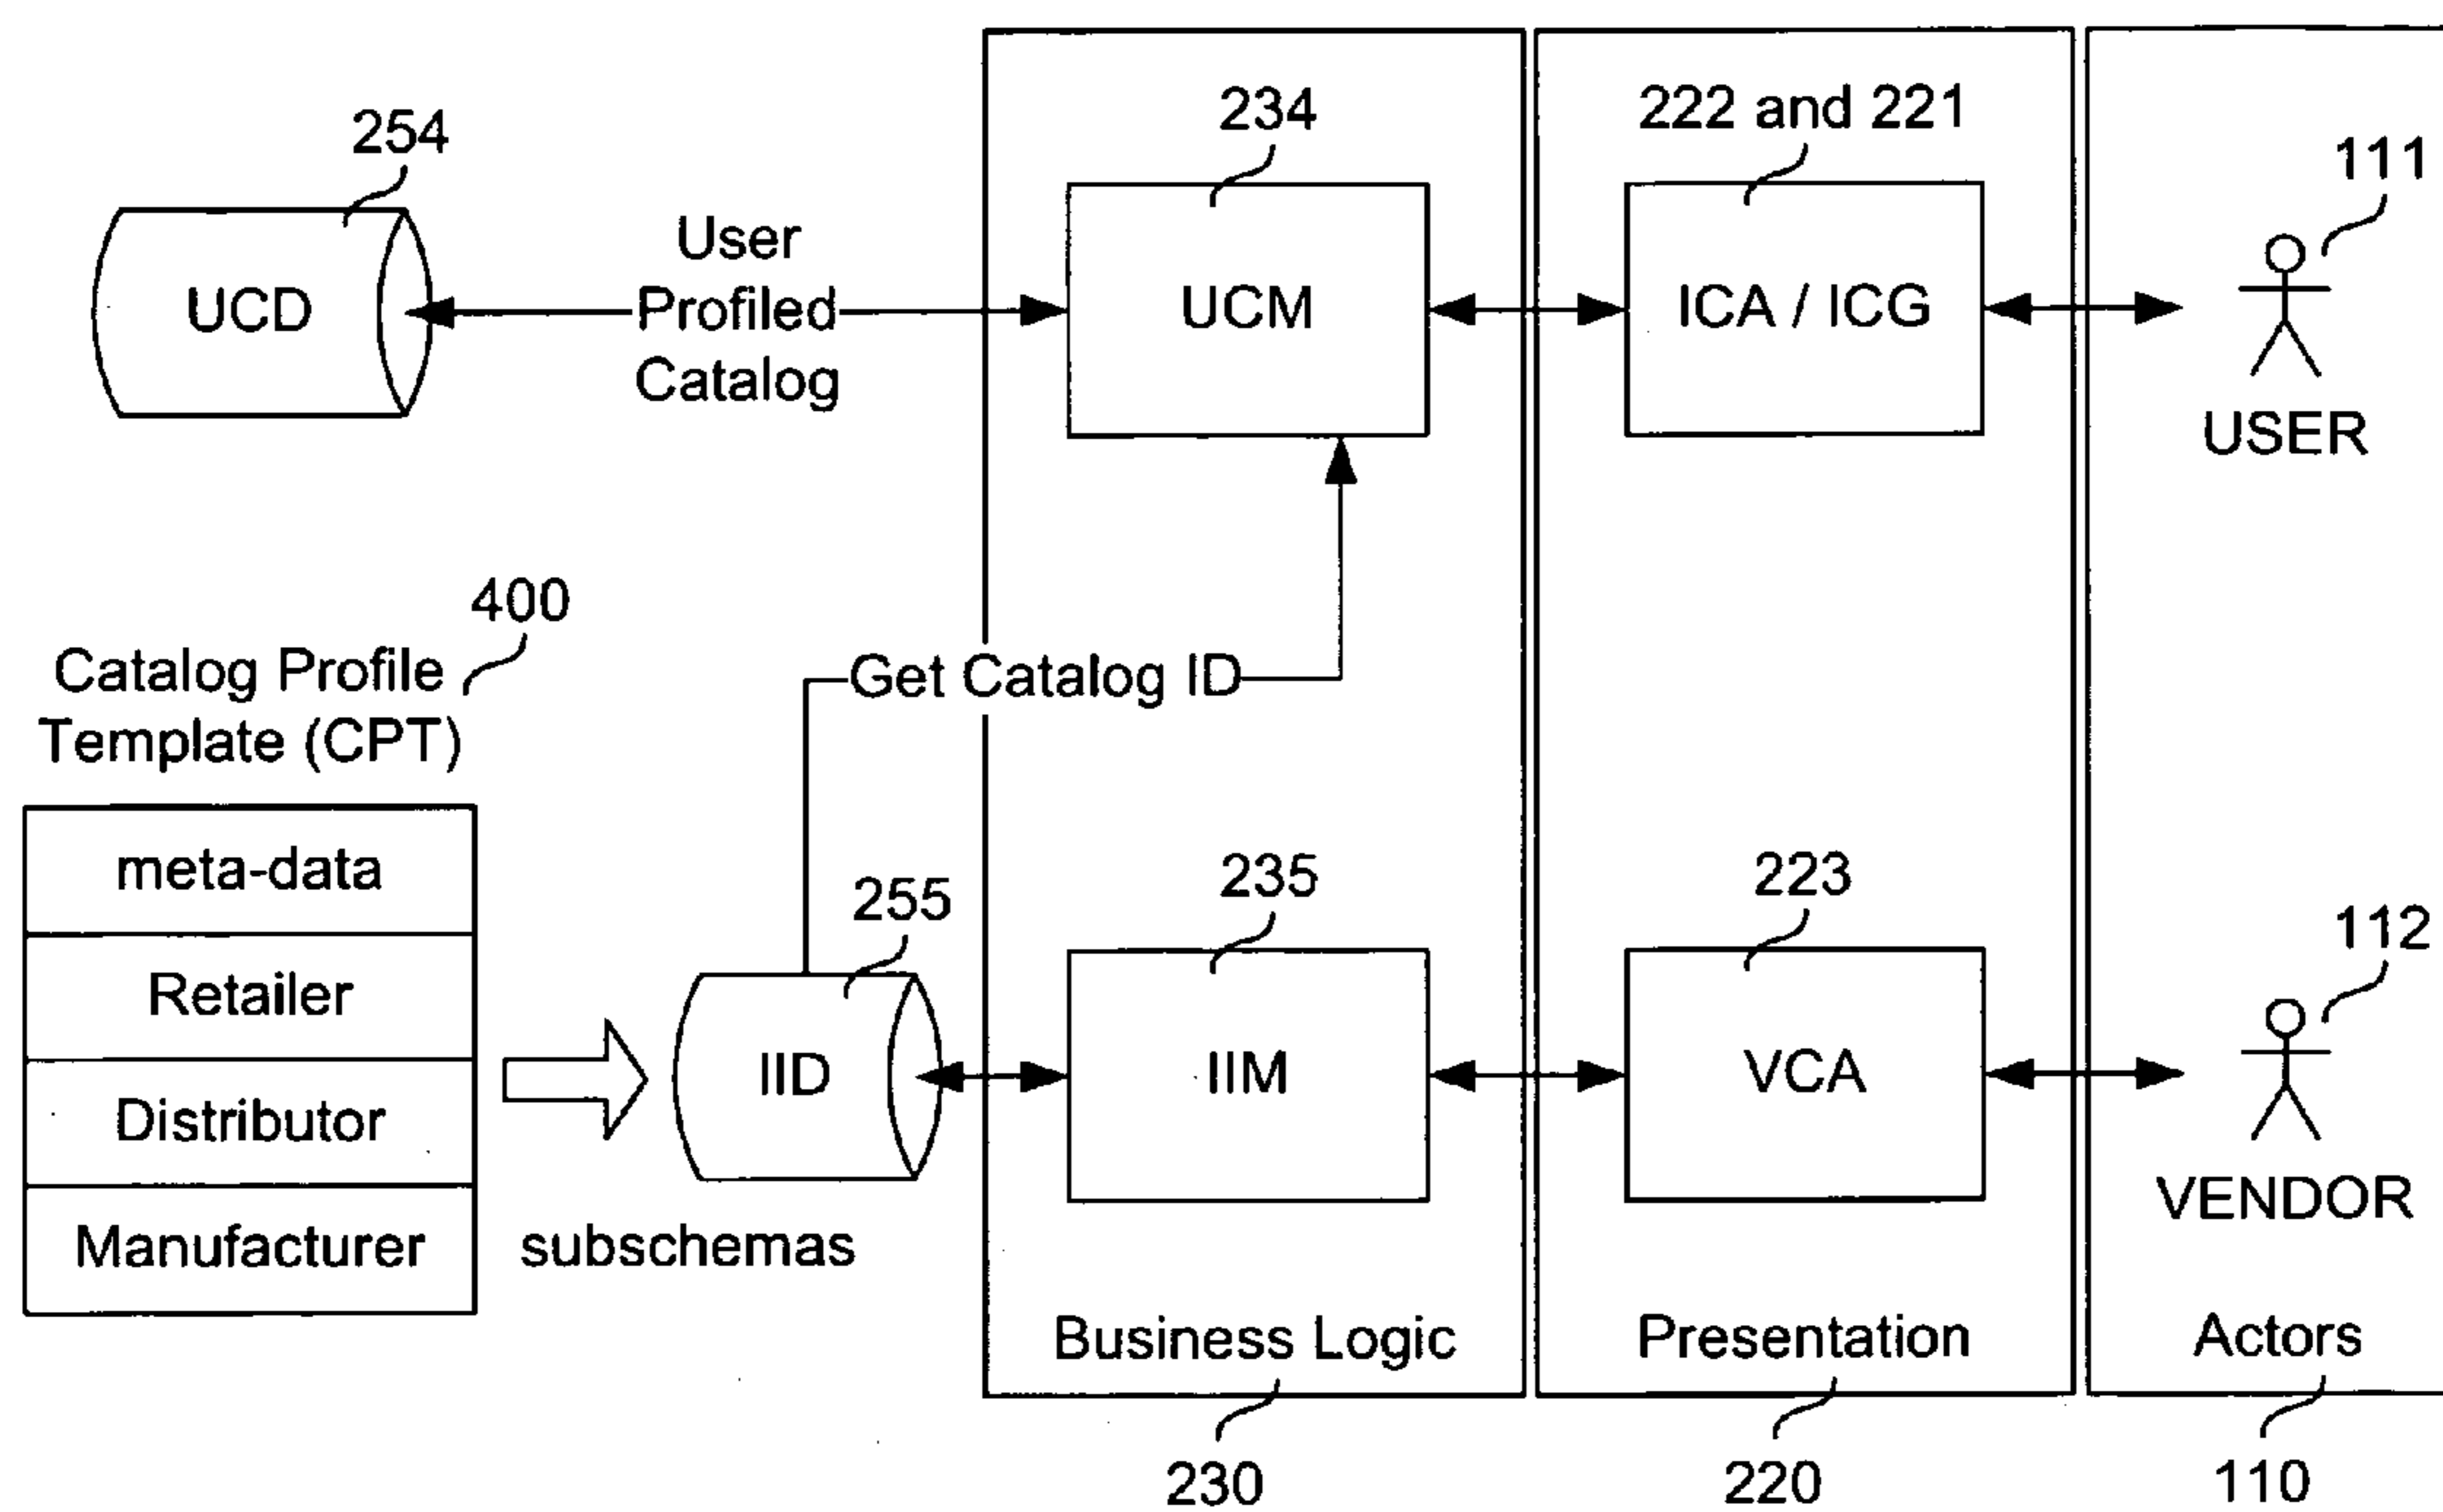 254
234
222 and 221
111
UCD
User
Profiled
Catalog
UCM
ICA / ICG
USER
400
Catalog Profile
Template (CPT)
Get Catalog ID
meta-data
Retailer
Distributor
Manufacturer
subschemas
255
IID
235
IIM
223
VCA
112
VENDOR
Business Logic
Presentation
Actors
230
220
110